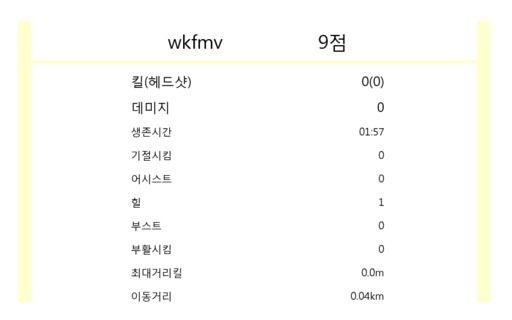 wkfmv 9점
킬(헤드샷) 0(0)
데미지 0
생존시간 01:57
기절시킴 0
어시스트 0
힐 1
부스트 0
부활시킴 0
최대거리킬 0.0m
이동거리 0.04km